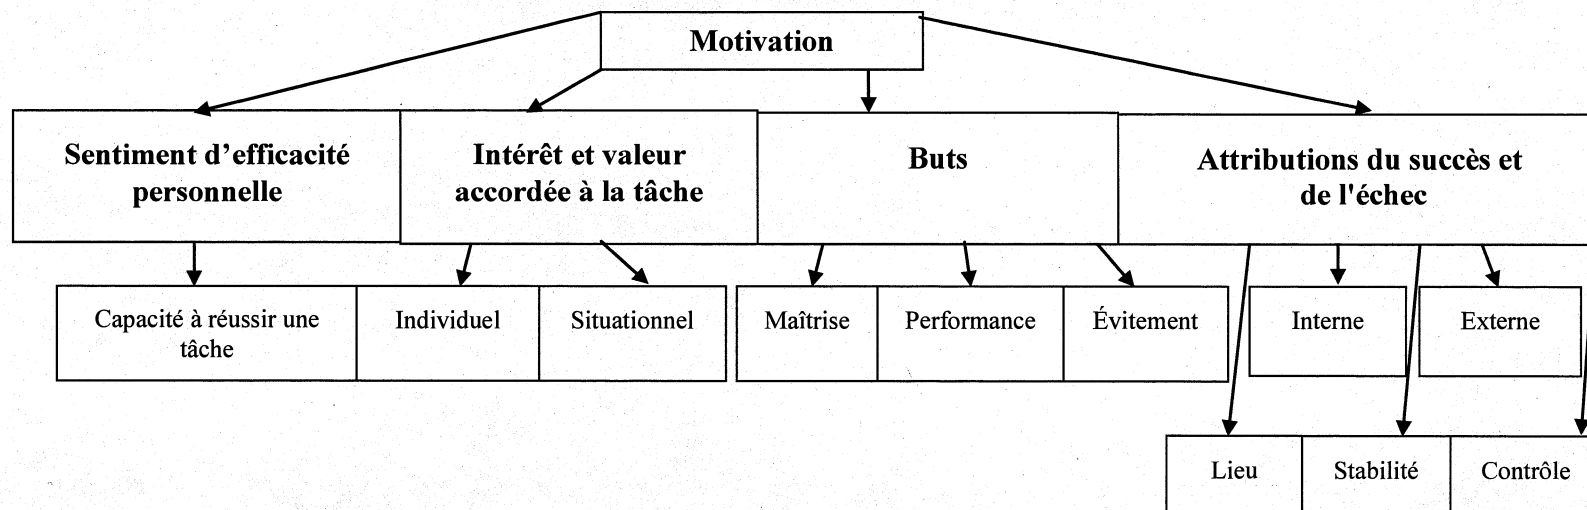 Motivation
Sentiment d'efficacité
personnelle
Intérêt et valeur
accordée à la tâche
Buts
Attributions du succès et
de l'échec
Capacité à réussir une
tâche
Individuel
Situationnel
Maîtrise
Performance
Évitement
Interne
Externe
Lieu
Stabilité
Contrôle